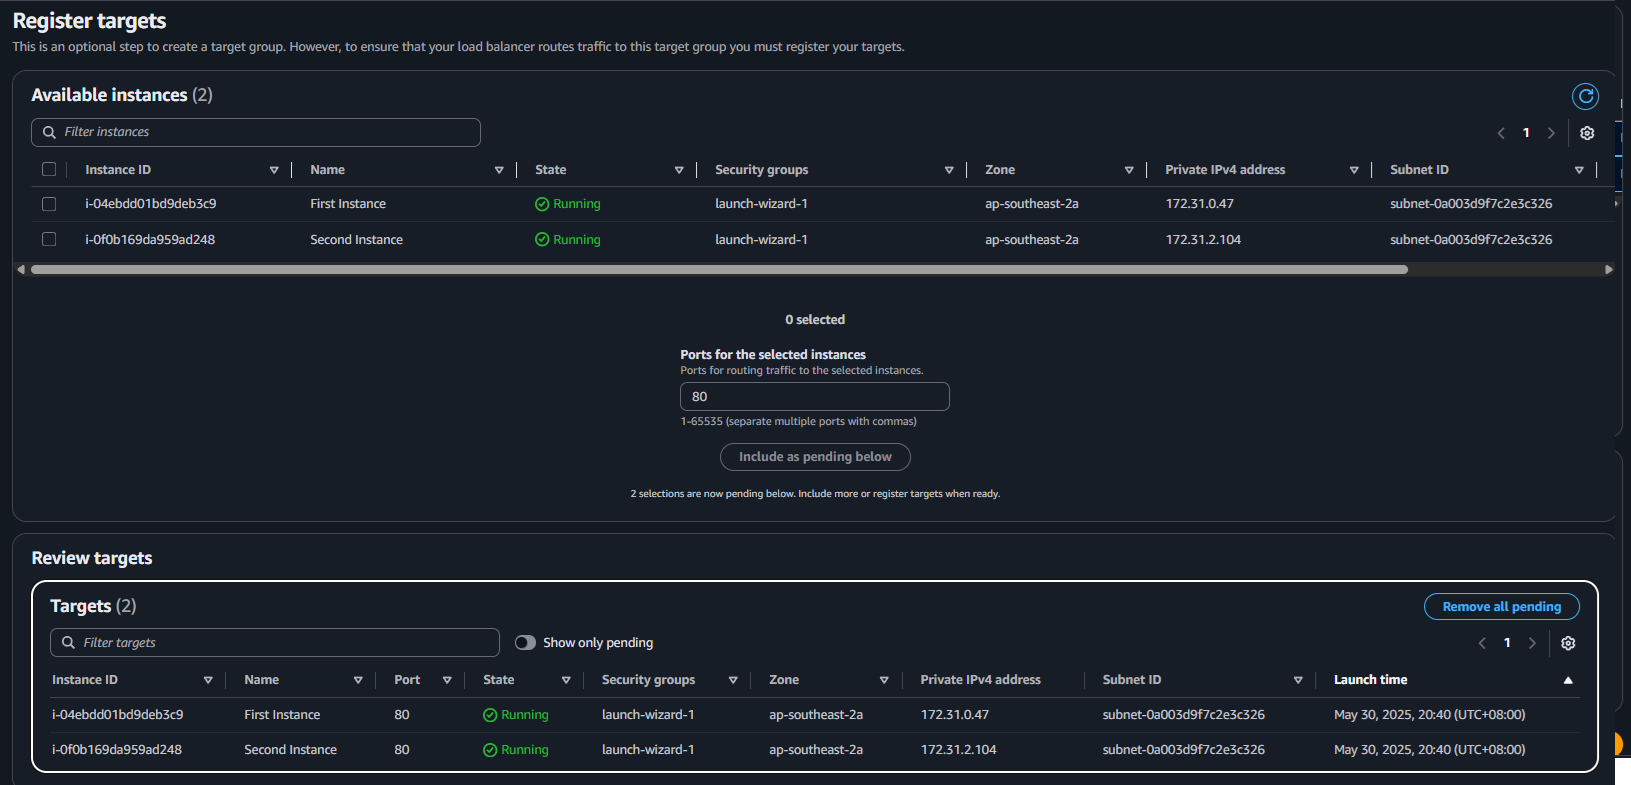 Register targets
This is an optional step to create a target group. However, to ensure that your load balancer routes traffic to this target group you must register your targets.
Available instances (2)
Filter instances
1
Instance ID Name State Security groups Zone Private IPv4 address Subnet ID
i-04ebdd01bd9deb3c9 First Instance Running launch-wizard-1 ap-southeast-2a 172.31.0.47 subnet-0a003d9f7c2e3c326
i-0f0b169da959ad248 Second Instance Running launch-wizard-1 ap-southeast-2a 172.31.2.104 subnet-0a003d9f7c2e3c326
0 selected
Ports for the selected instances
Ports for routing traffic to the selected instances.
80
1-65535 (separate multiple ports with commas)
Include as pending below
2 selections are now pending below. Include more or register targets when ready.
Review targets
Targets (2)
Remove all pending
Filter targets Show only pending 1
Instance ID Name Port State Security groups Zone Private IPv4 address Subnet ID Launch time
i-04ebdd01bd9deb3c9 First Instance 80 Running launch-wizard-1 ap-southeast-2a 172.31.0.47 subnet-0a003d9f7c2e3c326 May 30, 2025, 20:40 (UTC+08:00)
i-0f0b169da959ad248 Second Instance 80 Running launch-wizard-1 ap-southeast-2a 172.31.2.104 subnet-0a003d9f7c2e3c326 May 30, 2025, 20:40 (UTC+08:00)